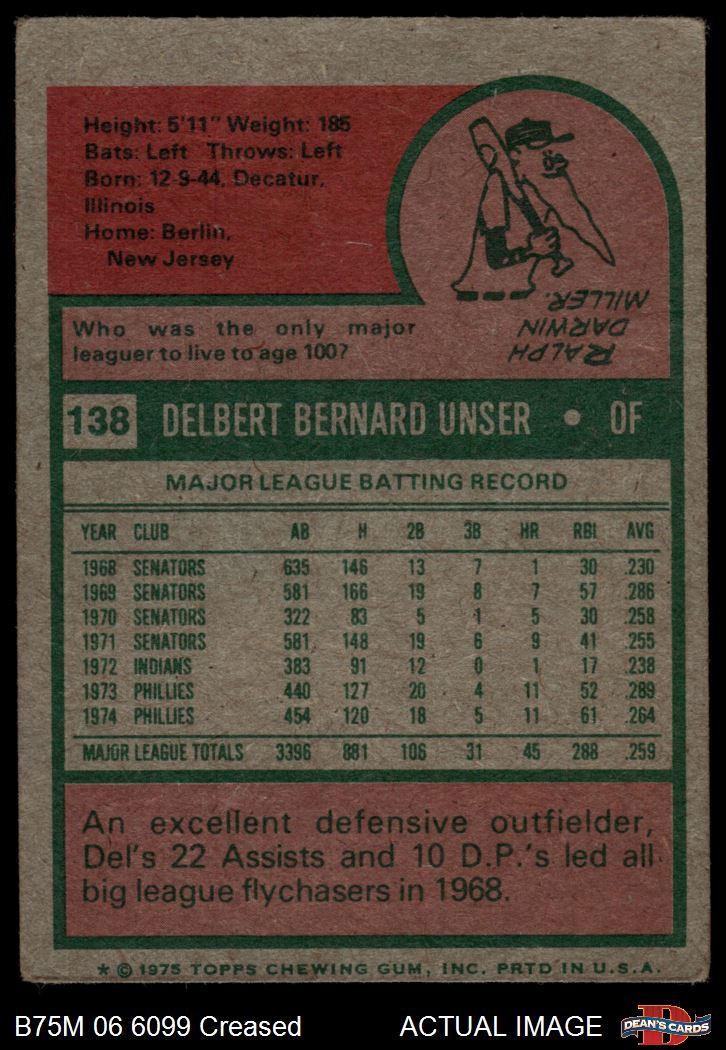 Height: 5'11" Weight: 185
Bats: Left Throws: Left
Born: 12-9-44, Decatur,
Illinois
Home: Berlin,
New Jersey
Who was the only major
leaguer to live to age 100?
RALPH
DARWIN
MILLER.
138 DELBERT BERNARD UNSER • OF
MAJOR LEAGUE BATTING RECORD
YEAR CLUB AB H 2B 3B HR RBI AVG
1968 SENATORS 635 146 13 7 1 30 .230
1969 SENATORS 581 166 19 8 7 57 .286
1970 SENATORS 322 83 5 1 5 30 .258
1971 SENATORS 581 148 19 6 9 41 .255
1972 INDIANS 383 91 12 0 1 17 .238
1973 PHILLIES 440 127 20 4 11 52 .289
1974 PHILLIES 454 120 18 5 11 61 .264
MAJOR LEAGUE TOTALS 3396 881 106 31 45 288 .259
An excellent defensive outfielder,
Del's 22 Assists and 10 D.P.'s led all
big league flychasers in 1968.
* © 1975 TOPPS CHEWING GUM, INC. PRTD IN U.S.A.
B75M 06 6099 Creased ACTUAL IMAGE
D
DEAN'S CARDS